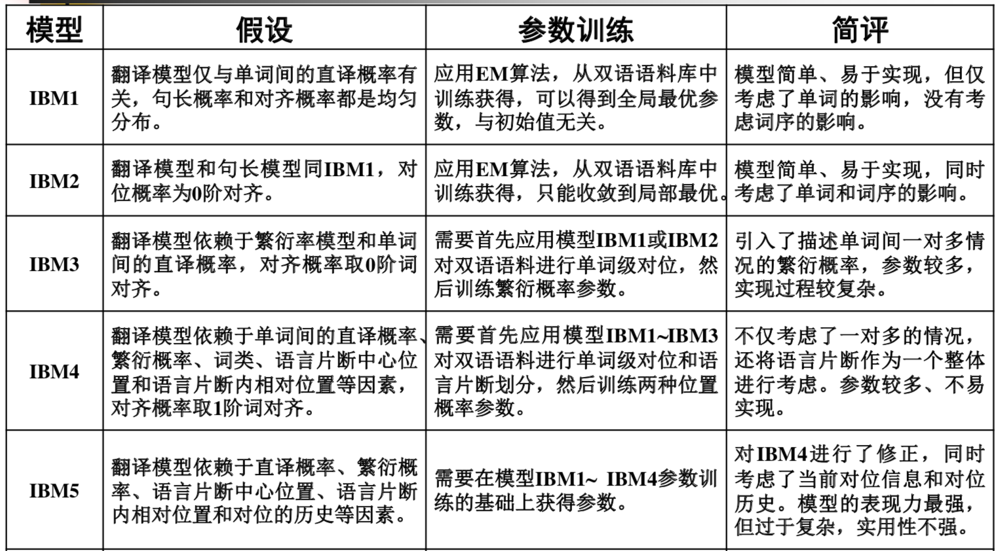 模型 假设 参数训练 简评
IBM1
翻译模型仅与单词间的直译概率有
关，句长概率和对齐概率都是均匀
分布。
应用EM算法，从双语语料库中
训练获得，可以得到全局最优参
数，与初始值无关。
模型简单、易于实现，但仅
考虑了单词的影响，没有考
虑词序的影响。
IBM2
翻译模型和句长模型同IBM1，对
位概率为0阶对齐。
应用EM算法，从双语语料库中
训练获得，只能收敛到局部最优。
模型简单、易于实现，同时
考虑了单词和词序的影响。
IBM3
翻译模型依赖于繁衍率模型和单词
间的直译概率，对齐概率取0阶词
对齐。
需要首先应用模型IBM1或IBM2
对双语语料进行单词级对位，然
后训练繁衍概率参数。
引入了描述单词间一对多情
况的繁衍概率，参数较多，
实现过程较复杂。
IBM4
翻译模型依赖于单词间的直译概率、
繁衍概率、词类、语言片断中心位
置和语言片断内相对位置等因素，
对齐概率取1阶词对齐。
需要首先应用模型IBM1~IBM3
对双语语料进行单词级对位和语
言片断划分，然后训练两种位置
概率参数。
不仅考虑了一对多的情况，
还将语言片断作为一个整体
进行考虑。参数较多、不易
实现。
IBM5
翻译模型依赖于直译概率、繁衍概
率、语言片断中心位置、语言片断
内相对位置和对位的历史等因素。
需要在模型IBM1~ IBM4参数训
练的基础上获得参数。
对IBM4进行了修正，同时
考虑了当前对位信息和对位
历史。模型的表现力最强，
但过于复杂，实用性不强。